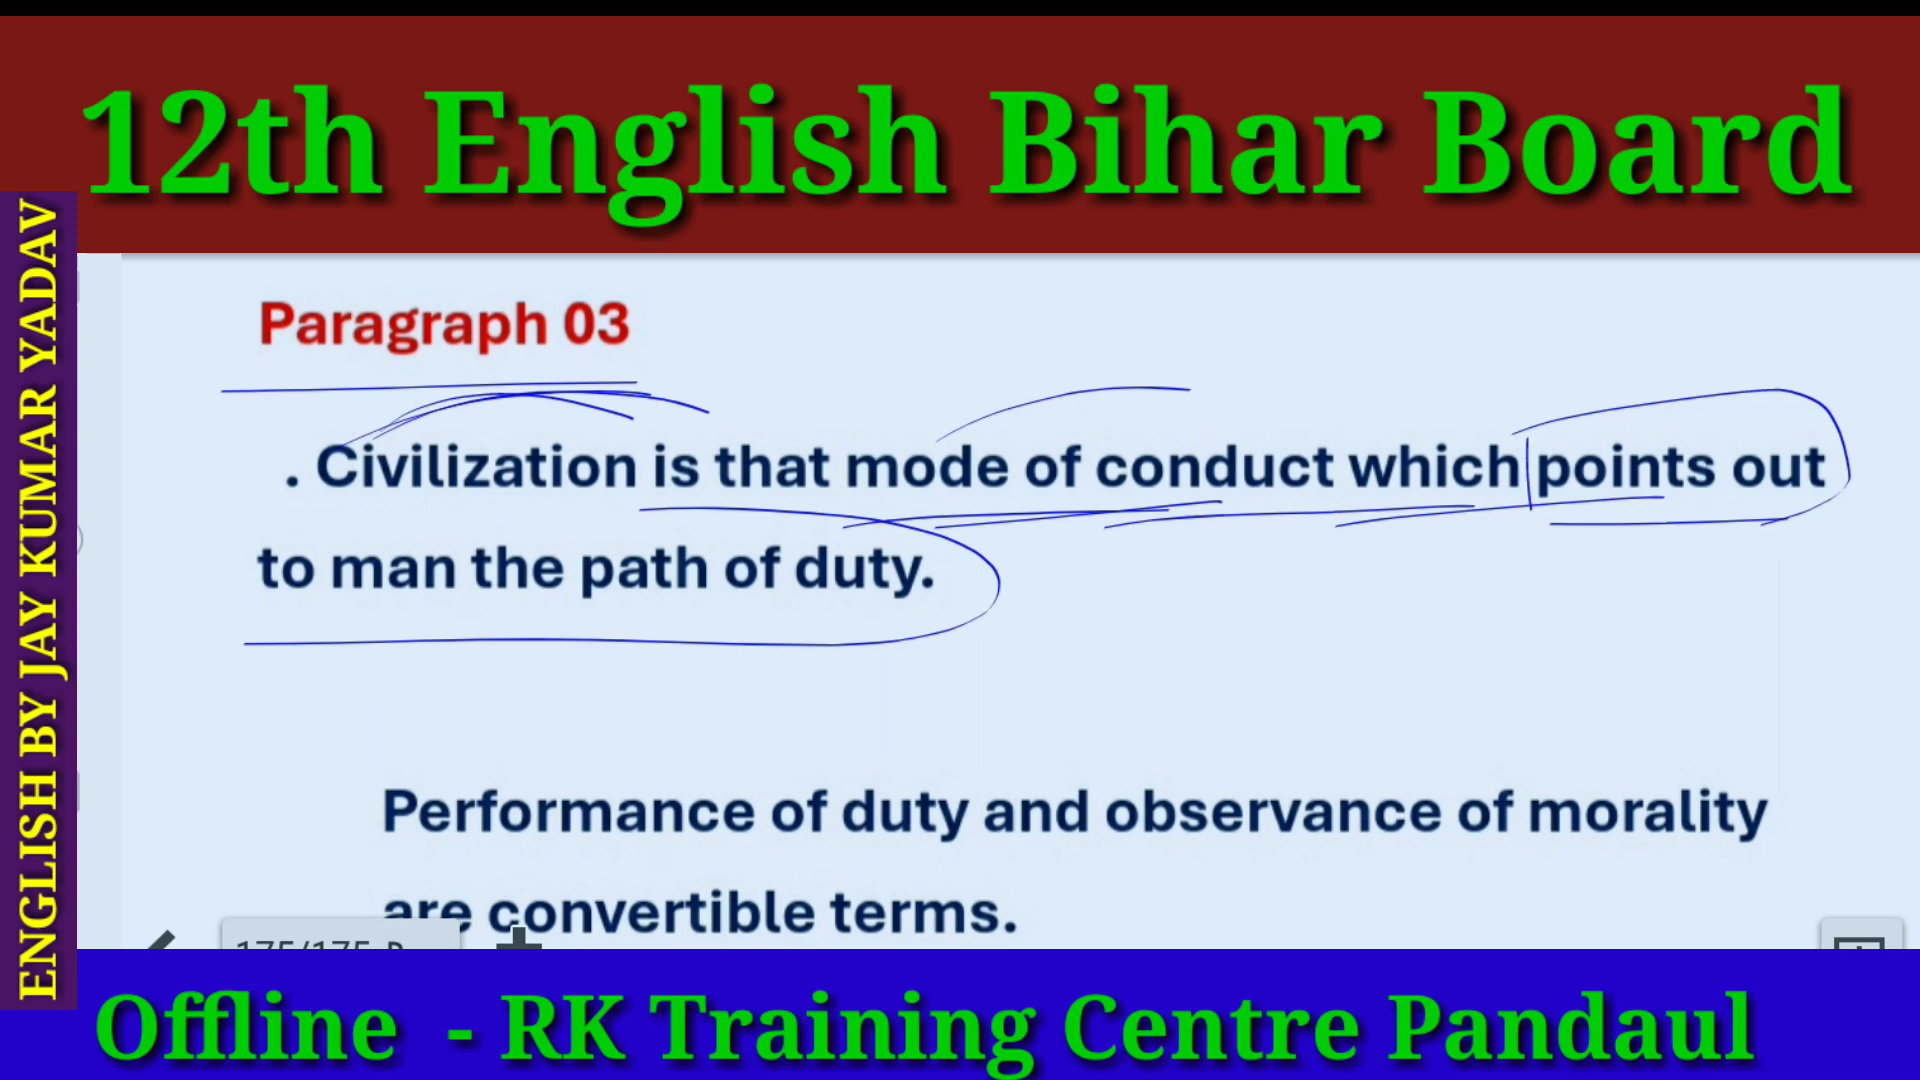 12th English Bihar Board
ENGLISH BY JAY KUMAR YADAV
Paragraph 03
. Civilization is that mode of conduct which points out
to man the path of duty.
Performance of duty and observance of morality
are convertible terms.
175/175
Offline - RK Training Centre Pandaul